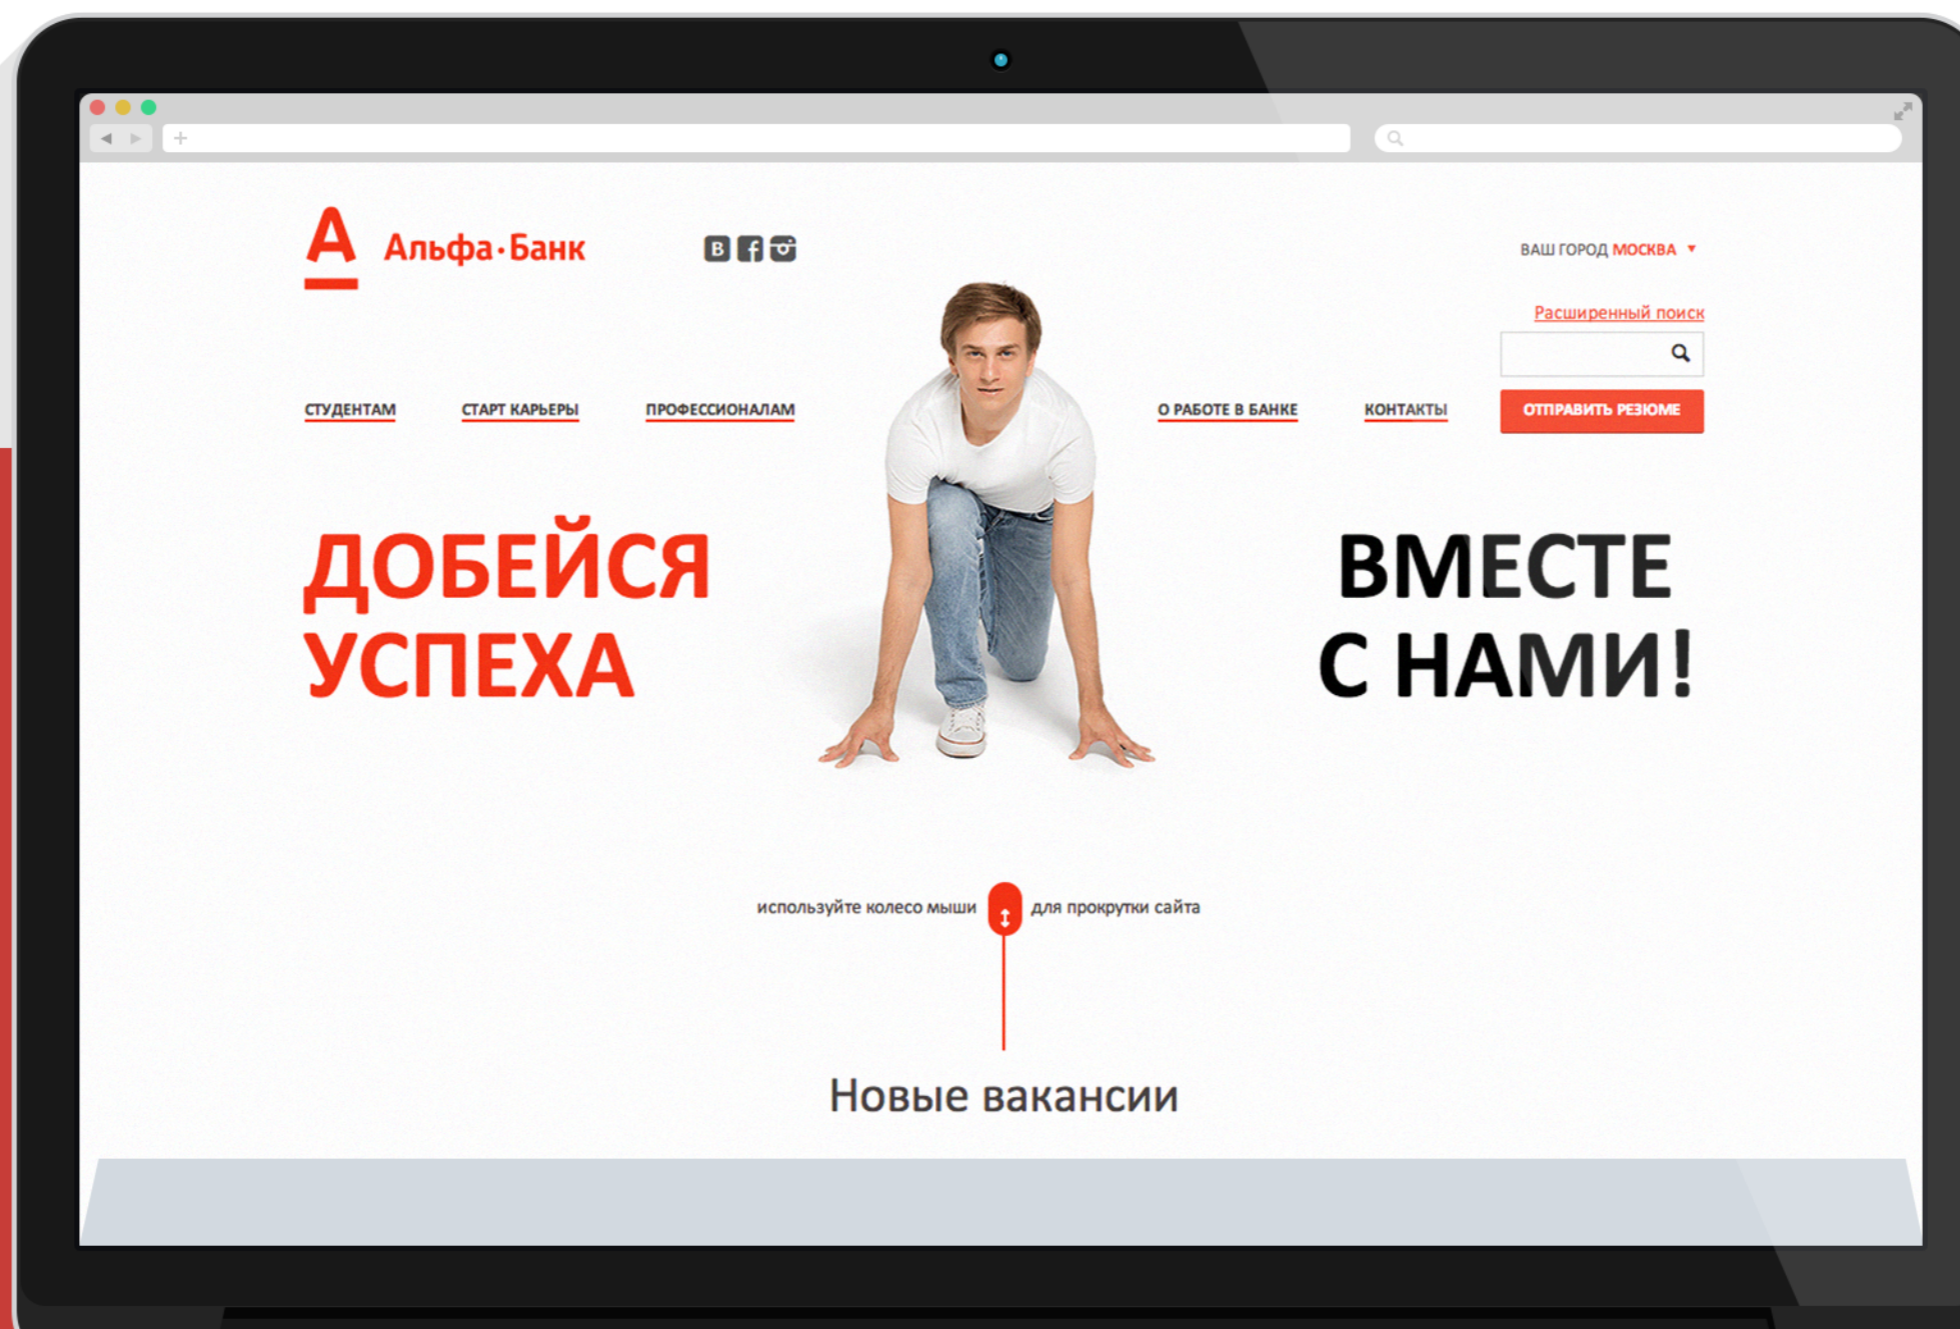 А
Альфа·Банк
ВАШ ГОРОД МОСКВА
Расширенный поиск
СТУДЕНТАМ
СТАРТ КАРЬЕРЫ
ПРОФЕССИОНАЛАМ
О РАБОТЕ В БАНКЕ
КОНТАКТЫ
ОТПРАВИТЬ РЕЗЮМЕ
ДОБЕЙСЯ
УСПЕХА
ВМЕСТЕ
С НАМИ!
используйте колесо мыши
для прокрутки сайта
Новые вакансии